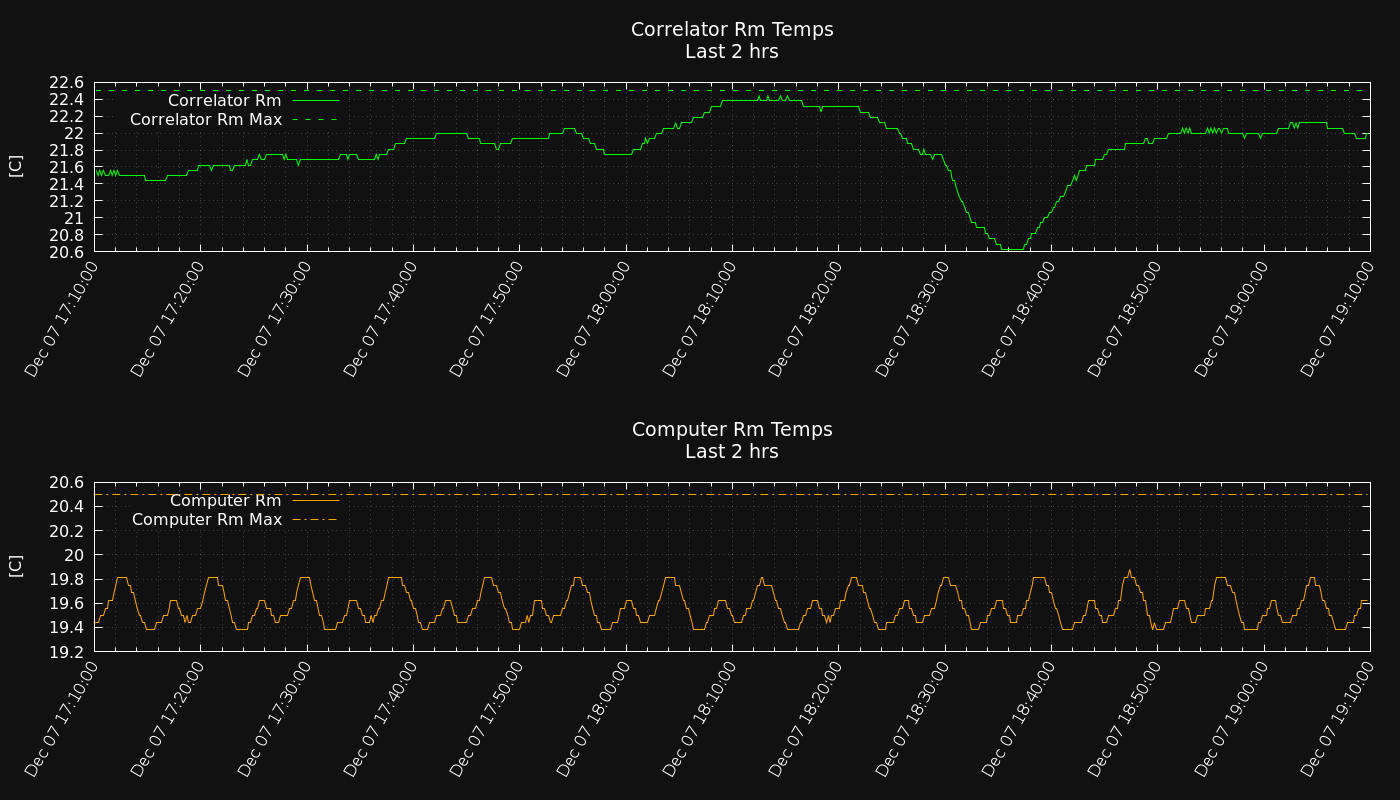 Correlator Rm Temps
Last 2 hrs
22.6
22.4
22.2
22
21.8
21.6
21.4
21.2
21
20.8
20.6
[C]
Correlator Rm
Correlator Rm Max
Dec 07 17:10:00
Dec 07 17:20:00
Dec 07 17:30:00
Dec 07 17:40:00
Dec 07 17:50:00
Dec 07 18:00:00
Dec 07 18:10:00
Dec 07 18:20:00
Dec 07 18:30:00
Dec 07 18:40:00
Dec 07 18:50:00
Dec 07 19:00:00
Dec 07 19:10:00
Computer Rm Temps
Last 2 hrs
20.6
20.4
20.2
20
19.8
19.6
19.4
19.2
[C]
Computer Rm
Computer Rm Max
Dec 07 17:10:00
Dec 07 17:20:00
Dec 07 17:30:00
Dec 07 17:40:00
Dec 07 17:50:00
Dec 07 18:00:00
Dec 07 18:10:00
Dec 07 18:20:00
Dec 07 18:30:00
Dec 07 18:40:00
Dec 07 18:50:00
Dec 07 19:00:00
Dec 07 19:10:00